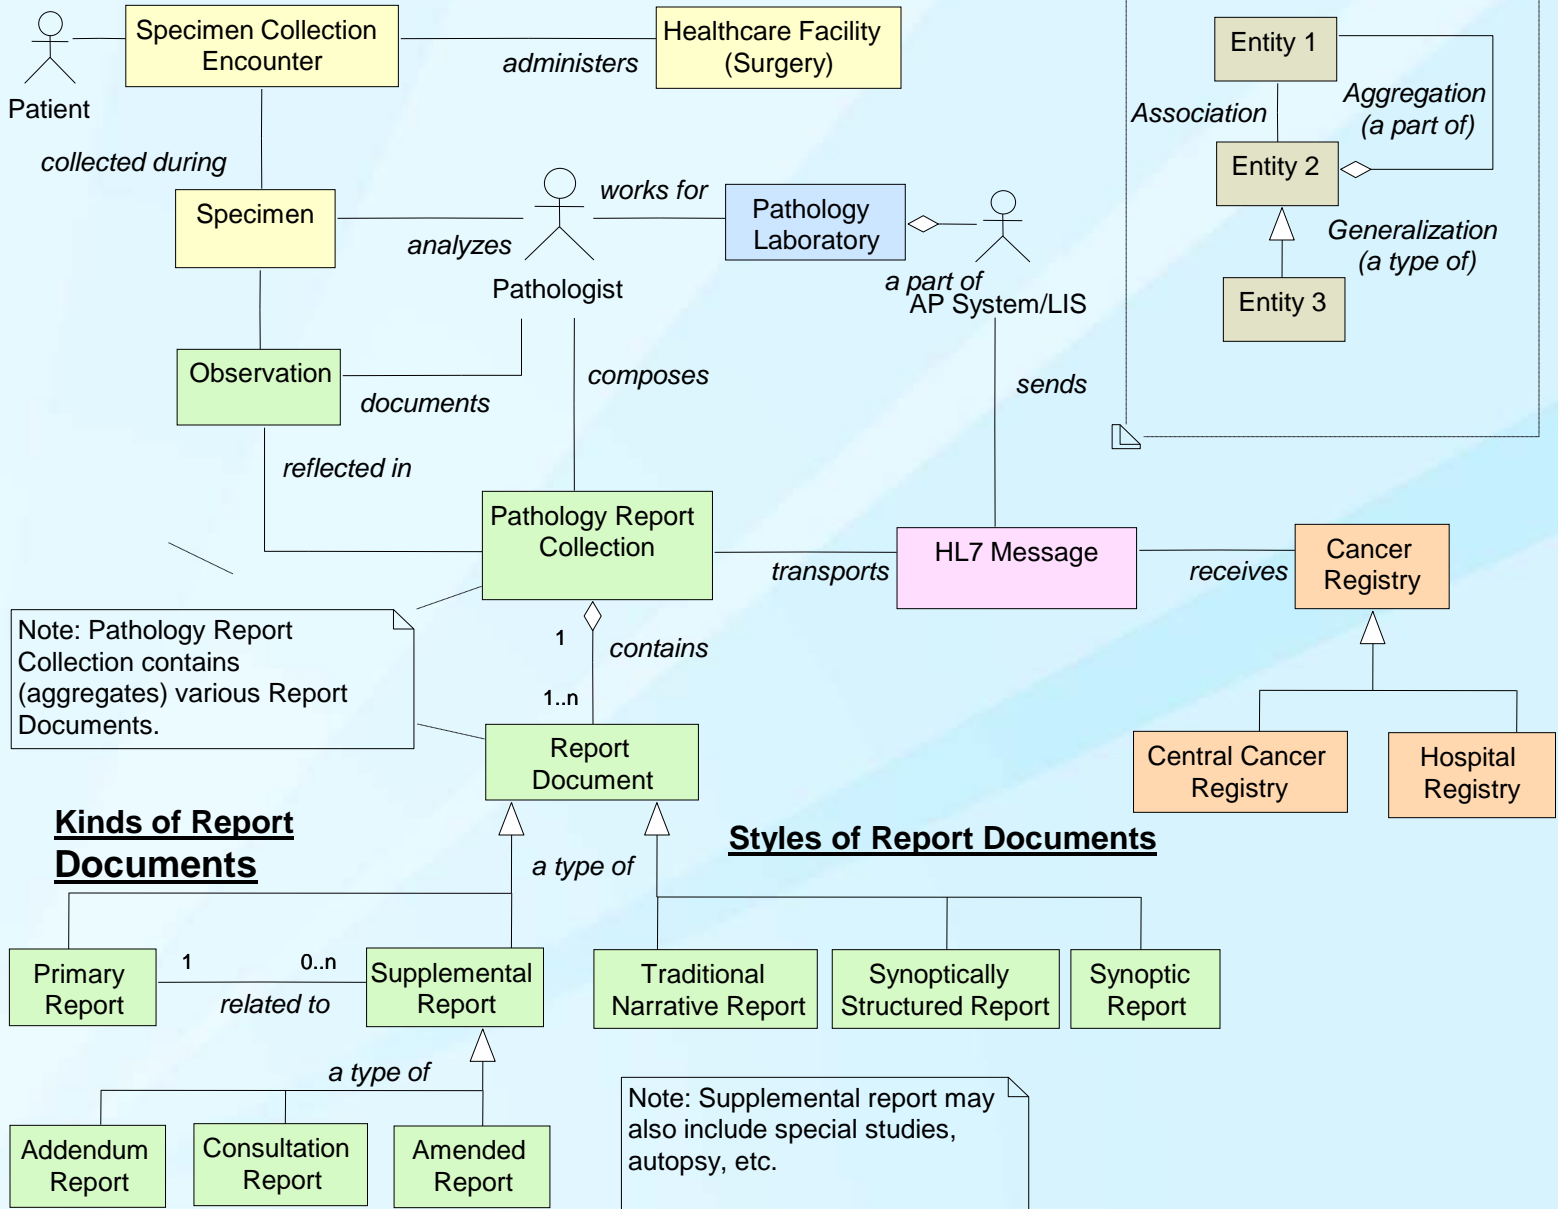 Patient
Specimen Collection
Encounter
administers
Healthcare Facility
(Surgery)
collected during
Specimen
analyzes
Pathologist
works for
Pathology
Laboratory
a part of
AP System/LIS
Entity 1
Association
Aggregation
(a part of)
Entity 2
Generalization
(a type of)
Entity 3
Observation
documents
composes
sends
reflected in
Pathology Report
Collection
transports
HL7 Message
receives
Cancer
Registry
Note: Pathology Report
Collection contains
(aggregates) various Report
Documents.
1
contains
1..n
Report
Document
Central Cancer
Registry
Hospital
Registry
Kinds of Report
Documents
a type of
Styles of Report Documents
Primary
Report
1
0..n
related to
Supplemental
Report
Traditional
Narrative Report
Synoptically
Structured Report
Synoptic
Report
a type of
Addendum
Report
Consultation
Report
Amended
Report
Note: Supplemental report may
also include special studies,
autopsy, etc.